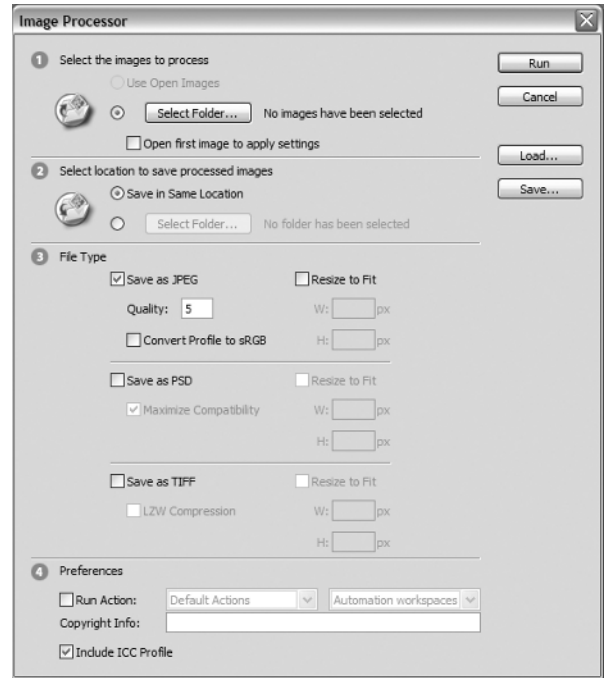 Image Processor
1 Select the images to process
Run
Use Open Images
Cancel
Select Folder... No images have been selected
Open first image to apply settings
Load...
2 Select location to save processed images
Save in Same Location
Save...
Select Folder... No folder has been selected
3 File Type
Save as JPEG Resize to Fit
Quality: 5 W: px
Convert Profile to sRGB H: px
Save as PSD Resize to Fit
Maximize Compatibility W: px
H: px
Save as TIFF Resize to Fit
LZW Compression W: px
H: px
4 Preferences
Run Action: Default Actions Automation workspaces
Copyright Info:
Include ICC Profile